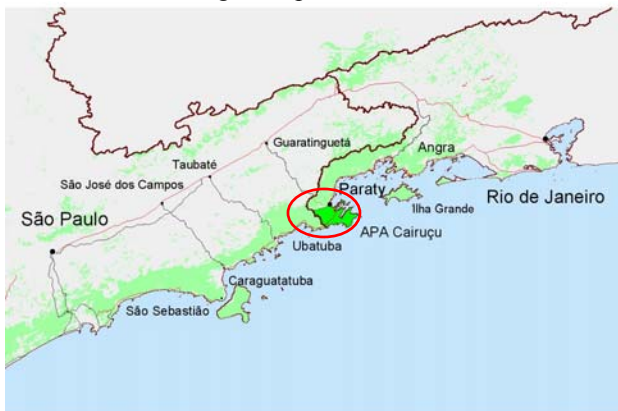 Guaratinguetá
Angra
Taubaté
São José dos Campos
Paraty
Rio de Janeiro
Ilha Grande
São Paulo
APA Cairuçu
Ubatuba
Caraguatatuba
São Sebastião